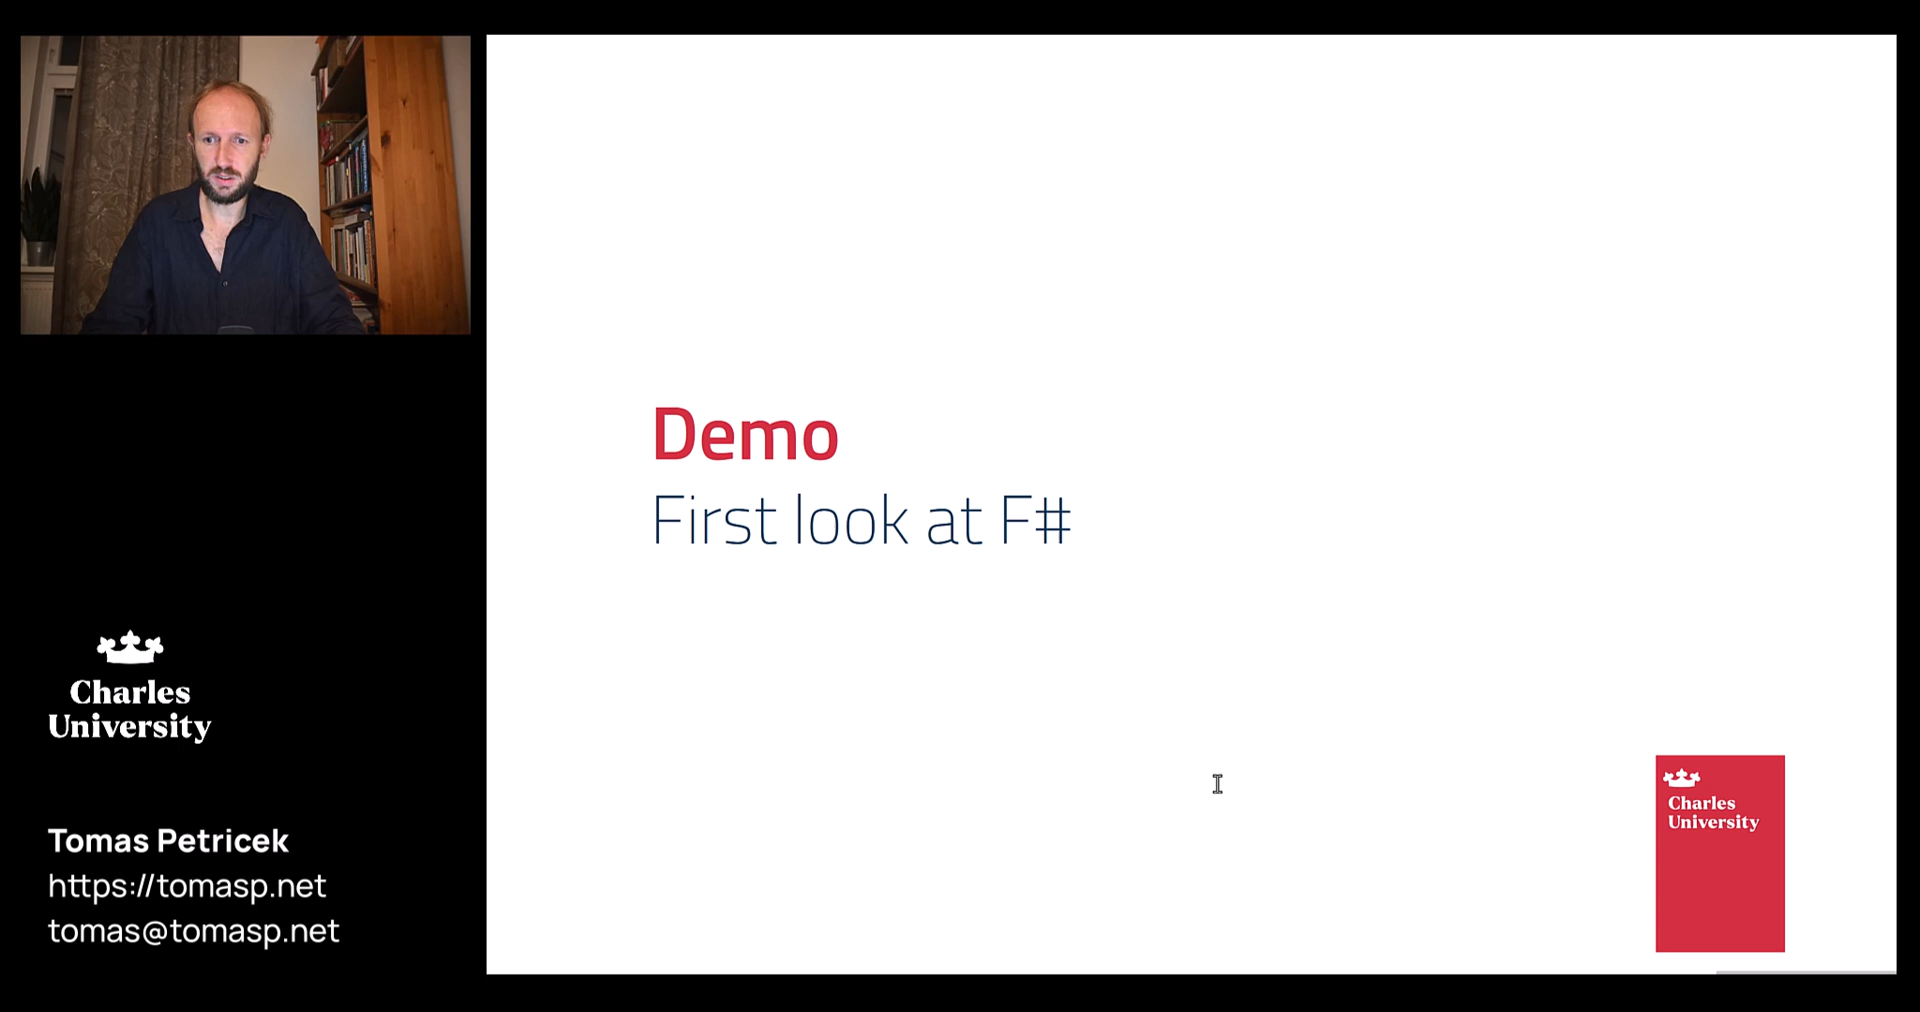 Demo
First look at F#
Charles
University
Tomas Petricek
https://tomasp.net
tomas@tomasp.net
Charles
University